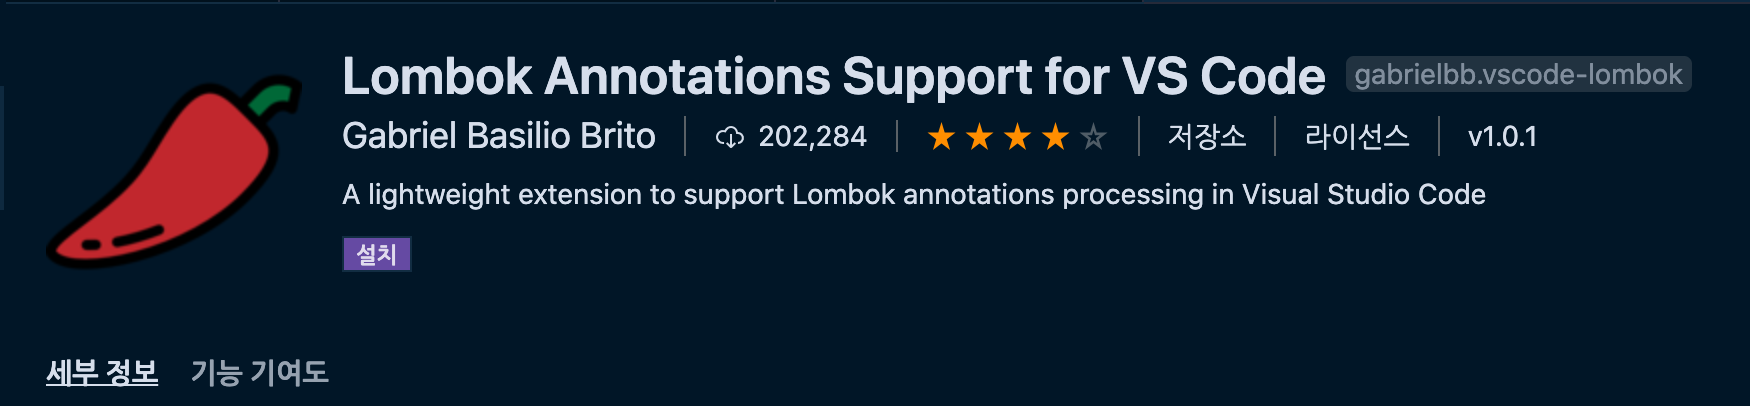 Lombok Annotations Support for VS Code gabrielbb.vscode-lombok
Gabriel Basilio Brito 202,284 저장소 라이선스 v1.0.1
A lightweight extension to support Lombok annotations processing in Visual Studio Code
설치
세부 정보 기능 기여도